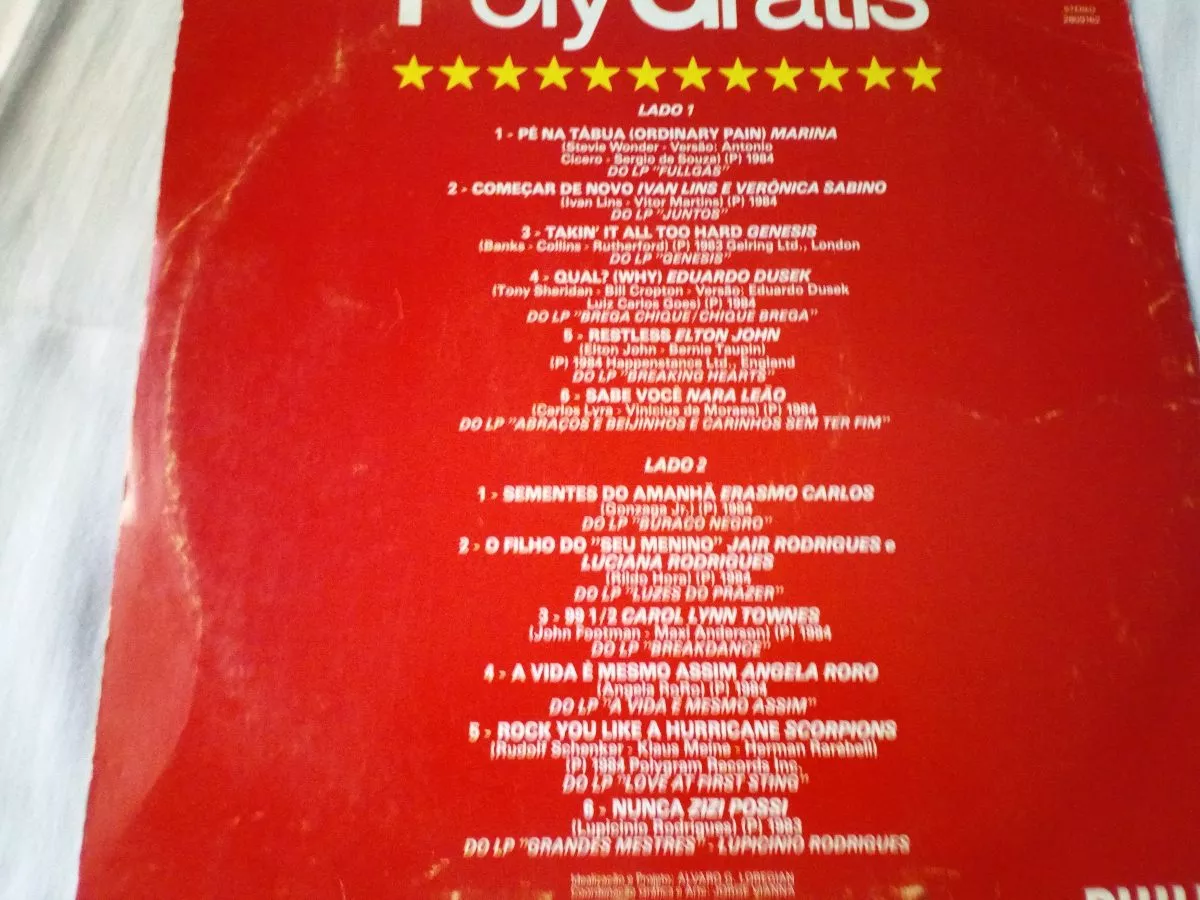 PolyGrátis
STEREO
LADO 1
1 - PÉ NA TÁBUA (ORDINARY PAIN) MARINA
(Stevie Wonder - Versão: Antonio
Cicero - Sergio de Souza) (P) 1984
DO LP "FULLGÁS"
2 - COMEÇAR DE NOVO IVAN LINS E VERÔNICA SABINO
(Ivan Lins - Vitor Martins) (P) 1984
DO LP "JUNTOS"
3 - TAKIN' IT ALL TOO HARD GENESIS
(Banks - Collins - Rutherford) (P) 1983 Gelring Ltd., London
DO LP "GENESIS"
4 - QUAL? (WHY) EDUARDO DUSEK
(Tony Sheridan - Bill Cropton - Versão: Eduardo Dusek
Luiz Carlos Goes) (P) 1984
DO LP "BREGA CHIQUE/CHIQUE BREGA"
5 - RESTLESS ELTON JOHN
(Elton John - Bernie Taupin)
(P) 1984 Happenstance Ltd., England
DO LP "BREAKING HEARTS"
6 - SABE VOCÊ NARA LEÃO
(Carlos Lyra - Vinicius de Moraes) (P) 1984
DO LP "ABRAÇOS E BEIJINHOS E CARINHOS SEM TER FIM"
LADO 2
1 - SEMENTES DO AMANHÃ ERASMO CARLOS
(Gonzaga Jr.) (P) 1984
DO LP "BURACO NEGRO"
2 - O FILHO DO "SEU MENINO" JAIR RODRIGUES e
LUCIANA RODRIGUES
(Rildo Hora) (P) 1984
DO LP "LUZES DO PRAZER"
3 - 99 1/2 CAROL LYNN TOWNES
(John Footman - Maxi Anderson) (P) 1984
DO LP "BREAKDANCE"
4 - A VIDA É MESMO ASSIM ANGELA RORO
(Angela RoRo) (P) 1984
DO LP "A VIDA É MESMO ASSIM"
5 - ROCK YOU LIKE A HURRICANE SCORPIONS
(Rudolf Schenker - Klaus Meine - Herman Rarebell)
(P) 1984 Polygram Records Inc.
DO LP "LOVE AT FIRST STING"
6 - NUNCA ZIZI POSSI
(Lupicinio Rodrigues) (P) 1983
DO LP "GRANDES MESTRES" - LUPICÍNIO RODRIGUES
Realização e Projeto: ALVARO G. LOREGIAN